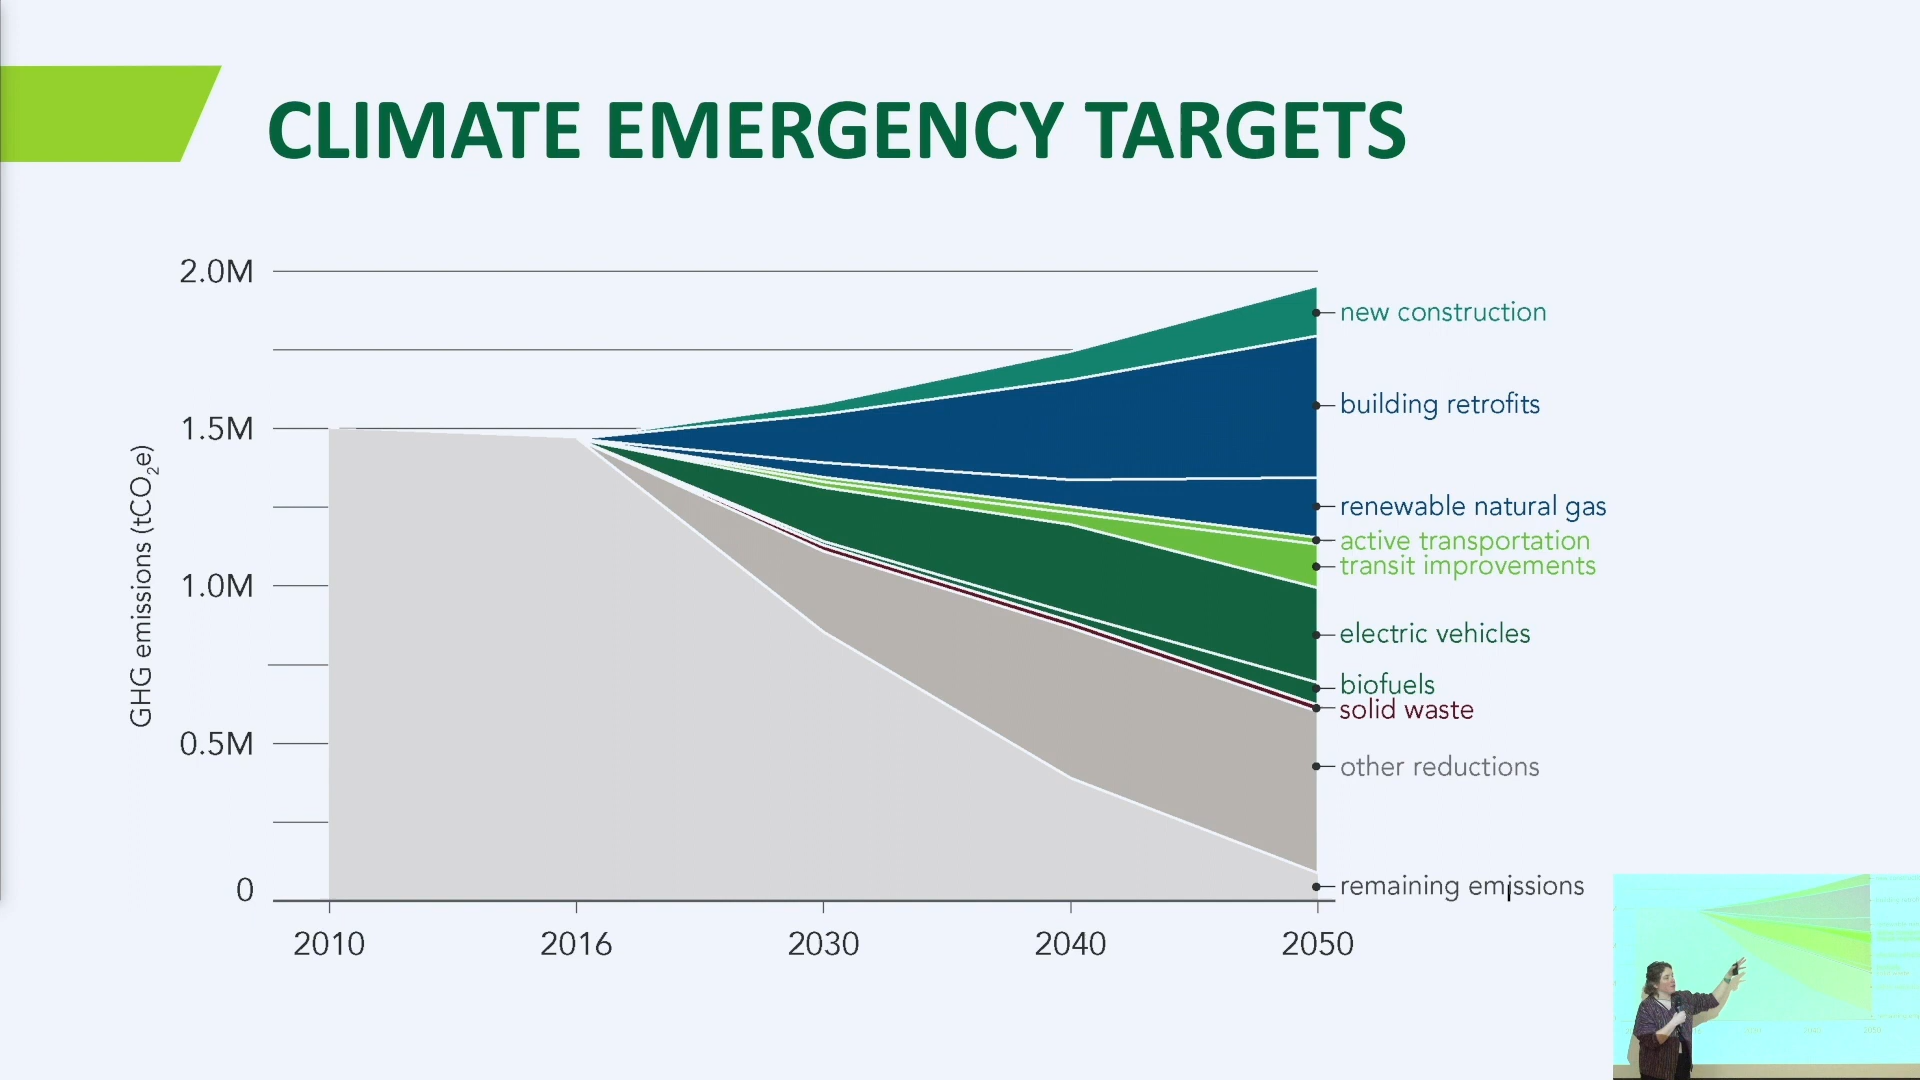 CLIMATE EMERGENCY TARGETS
2.0M
1.5M
1.0M
0.5M
0
GHG emissions (tCO₂e)
2010
2016
2030
2040
2050
new construction
building retrofits
renewable natural gas
active transportation
transit improvements
electric vehicles
biofuels
solid waste
other reductions
remaining emissions